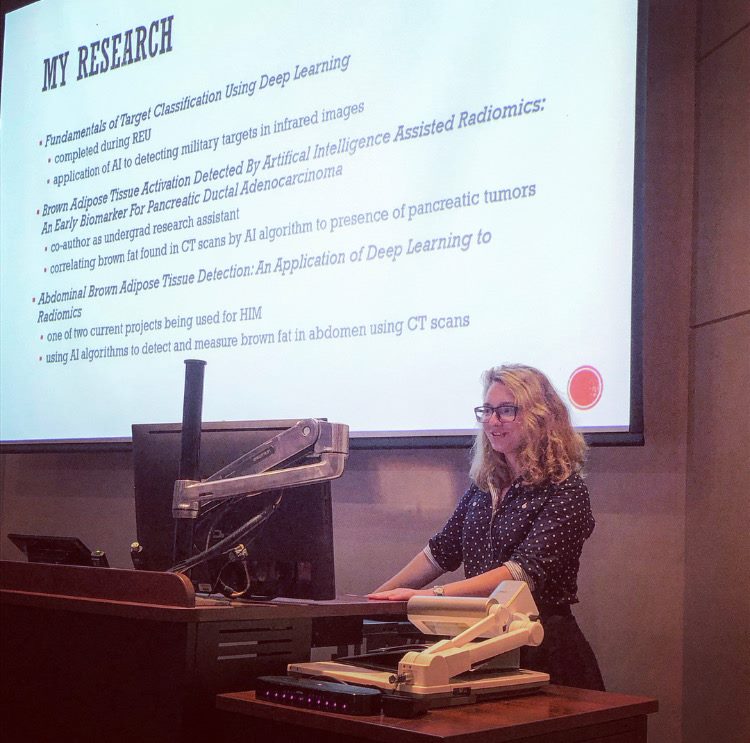 MY RESEARCH
• Fundamentals of Target Classification Using Deep Learning
• completed during REU
• application of AI to detecting military targets in infrared images
• Brown Adipose Tissue Activation Detected By Artifical Intelligence Assisted Radiomics:
An Early Biomarker For Pancreatic Ductal Adenocarcinoma
• co-author as undergrad research assistant
• correlating brown fat found in CT scans by AI algorithm to presence of pancreatic tumors
• Abdominal Brown Adipose Tissue Detection: An Application of Deep Learning to
Radiomics
• one of two current projects being used for HIM
• using AI algorithms to detect and measure brown fat in abdomen using CT scans